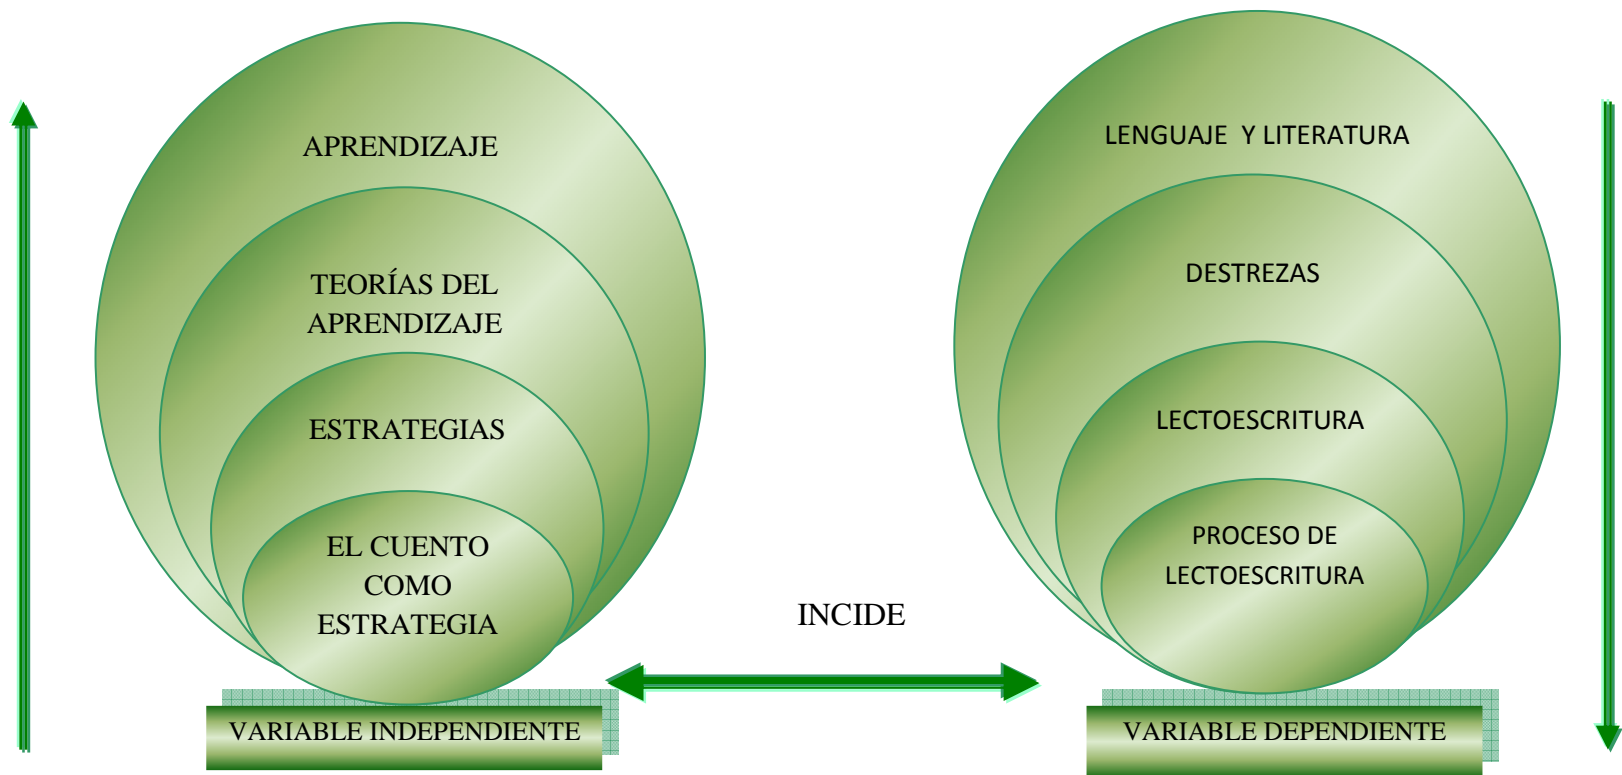 APRENDIZAJE
TEORÍAS DEL
APRENDIZAJE
ESTRATEGIAS
EL CUENTO
COMO
ESTRATEGIA
VARIABLE INDEPENDIENTE
INCIDE
LENGUAJE Y LITERATURA
DESTREZAS
LECTOESCRITURA
PROCESO DE
LECTOESCRITURA
VARIABLE DEPENDIENTE